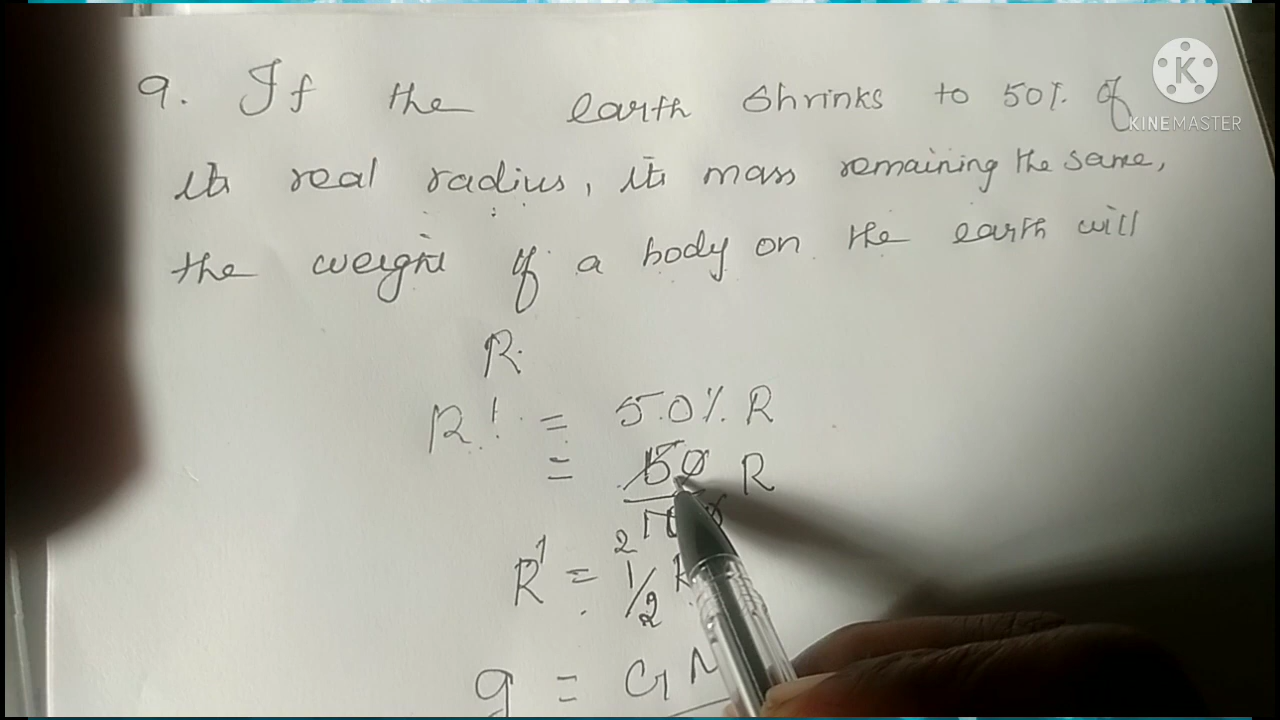 9. If the earth shrinks to 50% of
its real radius, its mass remaining the same,
the weight of a body on the earth will
R
R' = 50% R
= 50 R
2
R' = 1/2
g = G
K
KINEMASTER